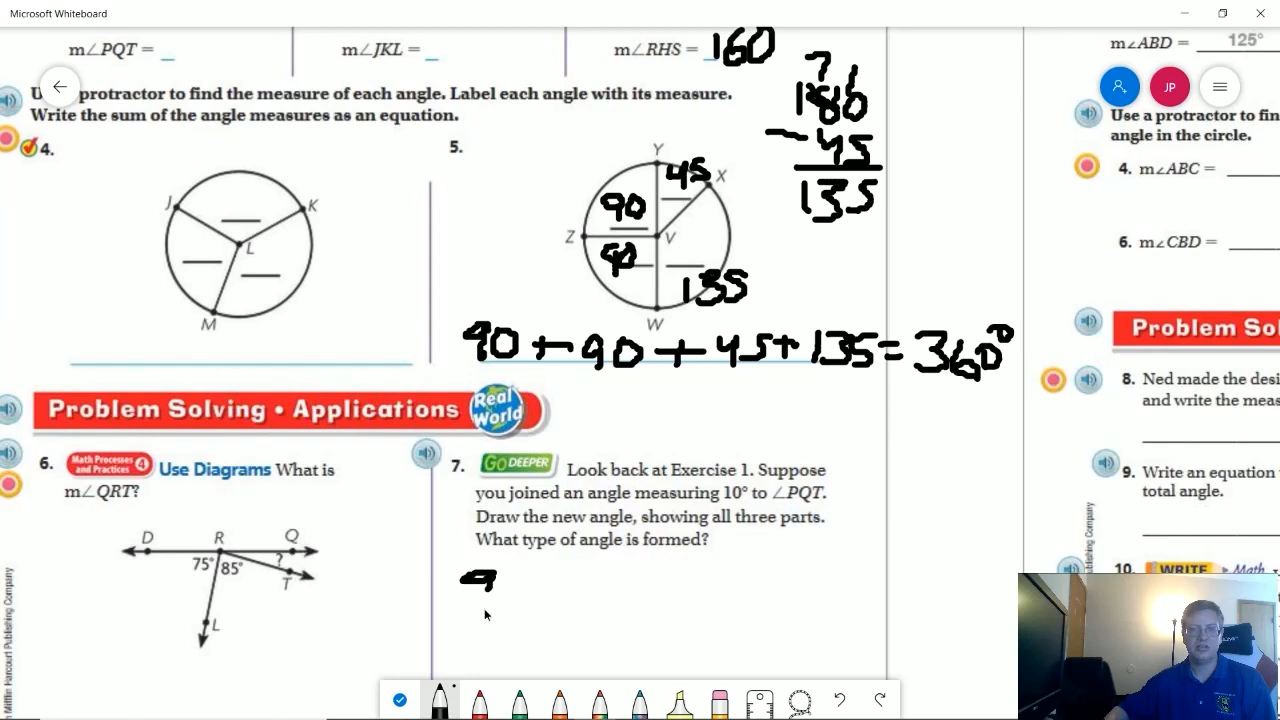 Microsoft Whiteboard
m∠PQT = _
m∠JKL = _
m∠RHS = _160
protractor to find the measure of each angle. Label each angle with its measure.
Write the sum of the angle measures as an equation.
4.
J
K
L
M
5.
Y
45
X
90
Z
V
90
135
W
7 1
180
- 45
135
90 + 90 + 45 + 135 = 360°
Problem Solving • Applications
Real World
6.
Math Processes and Practices 4
Use Diagrams What is
m∠QRT?
D
R
Q
75°
85°
?
T
L
7.
GO DEEPER
Look back at Exercise 1. Suppose
you joined an angle measuring 10° to ∠PQT.
Draw the new angle, showing all three parts.
What type of angle is formed?
m∠ABD = 125°
JP
Use a protractor to fin
angle in the circle.
4. m∠ABC =
6. m∠CBD =
Problem So
8. Ned made the desi
and write the meas
9. Write an equation
total angle.
10. WRITE Math
Mifflin Harcourt Publishing Company
Publishing Company